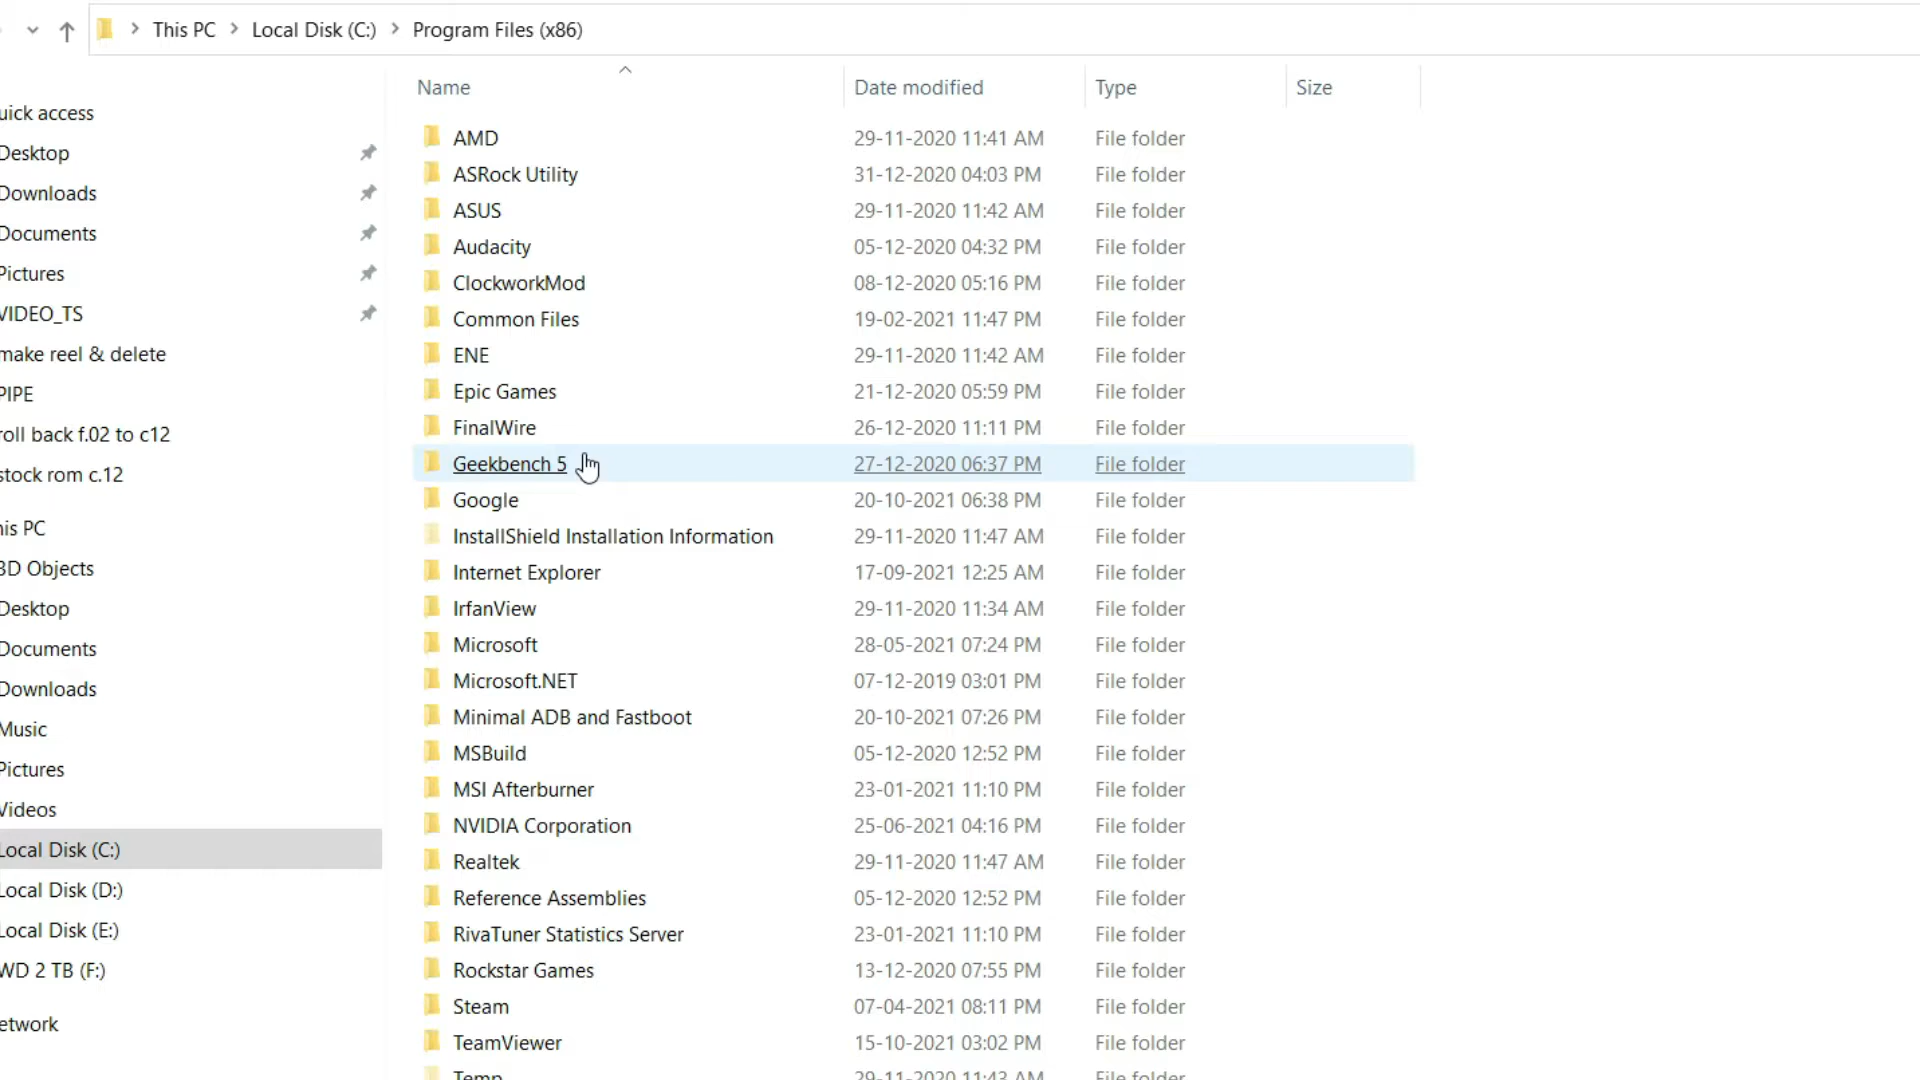 This PC > Local Disk (C:) > Program Files (x86)
Name Date modified Type Size
uick access
Desktop
Downloads
Documents
Pictures
VIDEO_TS
make reel & delete
PIPE
roll back f.02 to c12
stock rom c.12
his PC
3D Objects
Desktop
Documents
Downloads
Music
Pictures
Videos
Local Disk (C:)
Local Disk (D:)
Local Disk (E:)
WD 2 TB (F:)
etwork
AMD 29-11-2020 11:41 AM File folder
ASRock Utility 31-12-2020 04:03 PM File folder
ASUS 29-11-2020 11:42 AM File folder
Audacity 05-12-2020 04:32 PM File folder
ClockworkMod 08-12-2020 05:16 PM File folder
Common Files 19-02-2021 11:47 PM File folder
ENE 29-11-2020 11:42 AM File folder
Epic Games 21-12-2020 05:59 PM File folder
FinalWire 26-12-2020 11:11 PM File folder
Geekbench 5 27-12-2020 06:37 PM File folder
Google 20-10-2021 06:38 PM File folder
InstallShield Installation Information 29-11-2020 11:47 AM File folder
Internet Explorer 17-09-2021 12:25 AM File folder
IrfanView 29-11-2020 11:34 AM File folder
Microsoft 28-05-2021 07:24 PM File folder
Microsoft.NET 07-12-2019 03:01 PM File folder
Minimal ADB and Fastboot 20-10-2021 07:26 PM File folder
MSBuild 05-12-2020 12:52 PM File folder
MSI Afterburner 23-01-2021 11:10 PM File folder
NVIDIA Corporation 25-06-2021 04:16 PM File folder
Realtek 29-11-2020 11:47 AM File folder
Reference Assemblies 05-12-2020 12:52 PM File folder
RivaTuner Statistics Server 23-01-2021 11:10 PM File folder
Rockstar Games 13-12-2020 07:55 PM File folder
Steam 07-04-2021 08:11 PM File folder
TeamViewer 15-10-2021 03:02 PM File folder
Temp 29-11-2020 11:43 AM File folder